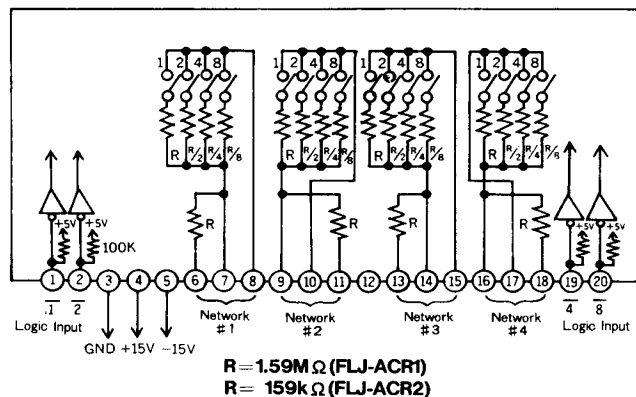 1 2 4 8
1 2 4 8
1 2 4 8
1 2 4 8
R R/2 R/4 R/8
R R/2 R/4 R/8
R R/2 R/4 R/8
R R/2 R/4 R/8
R
R
R
R
+5V +5V
100K
+5V +5V
1 2 3 4 5 6 7 8 9 10 11 12 13 14 15 16 17 18 19 20
1 2
4 8
Logic Input
Network #1
Network #2
Network #3
Network #4
Logic Input
GND +15V -15V
R=1.59MΩ(FLJ-ACR1)
R= 159kΩ(FLJ-ACR2)